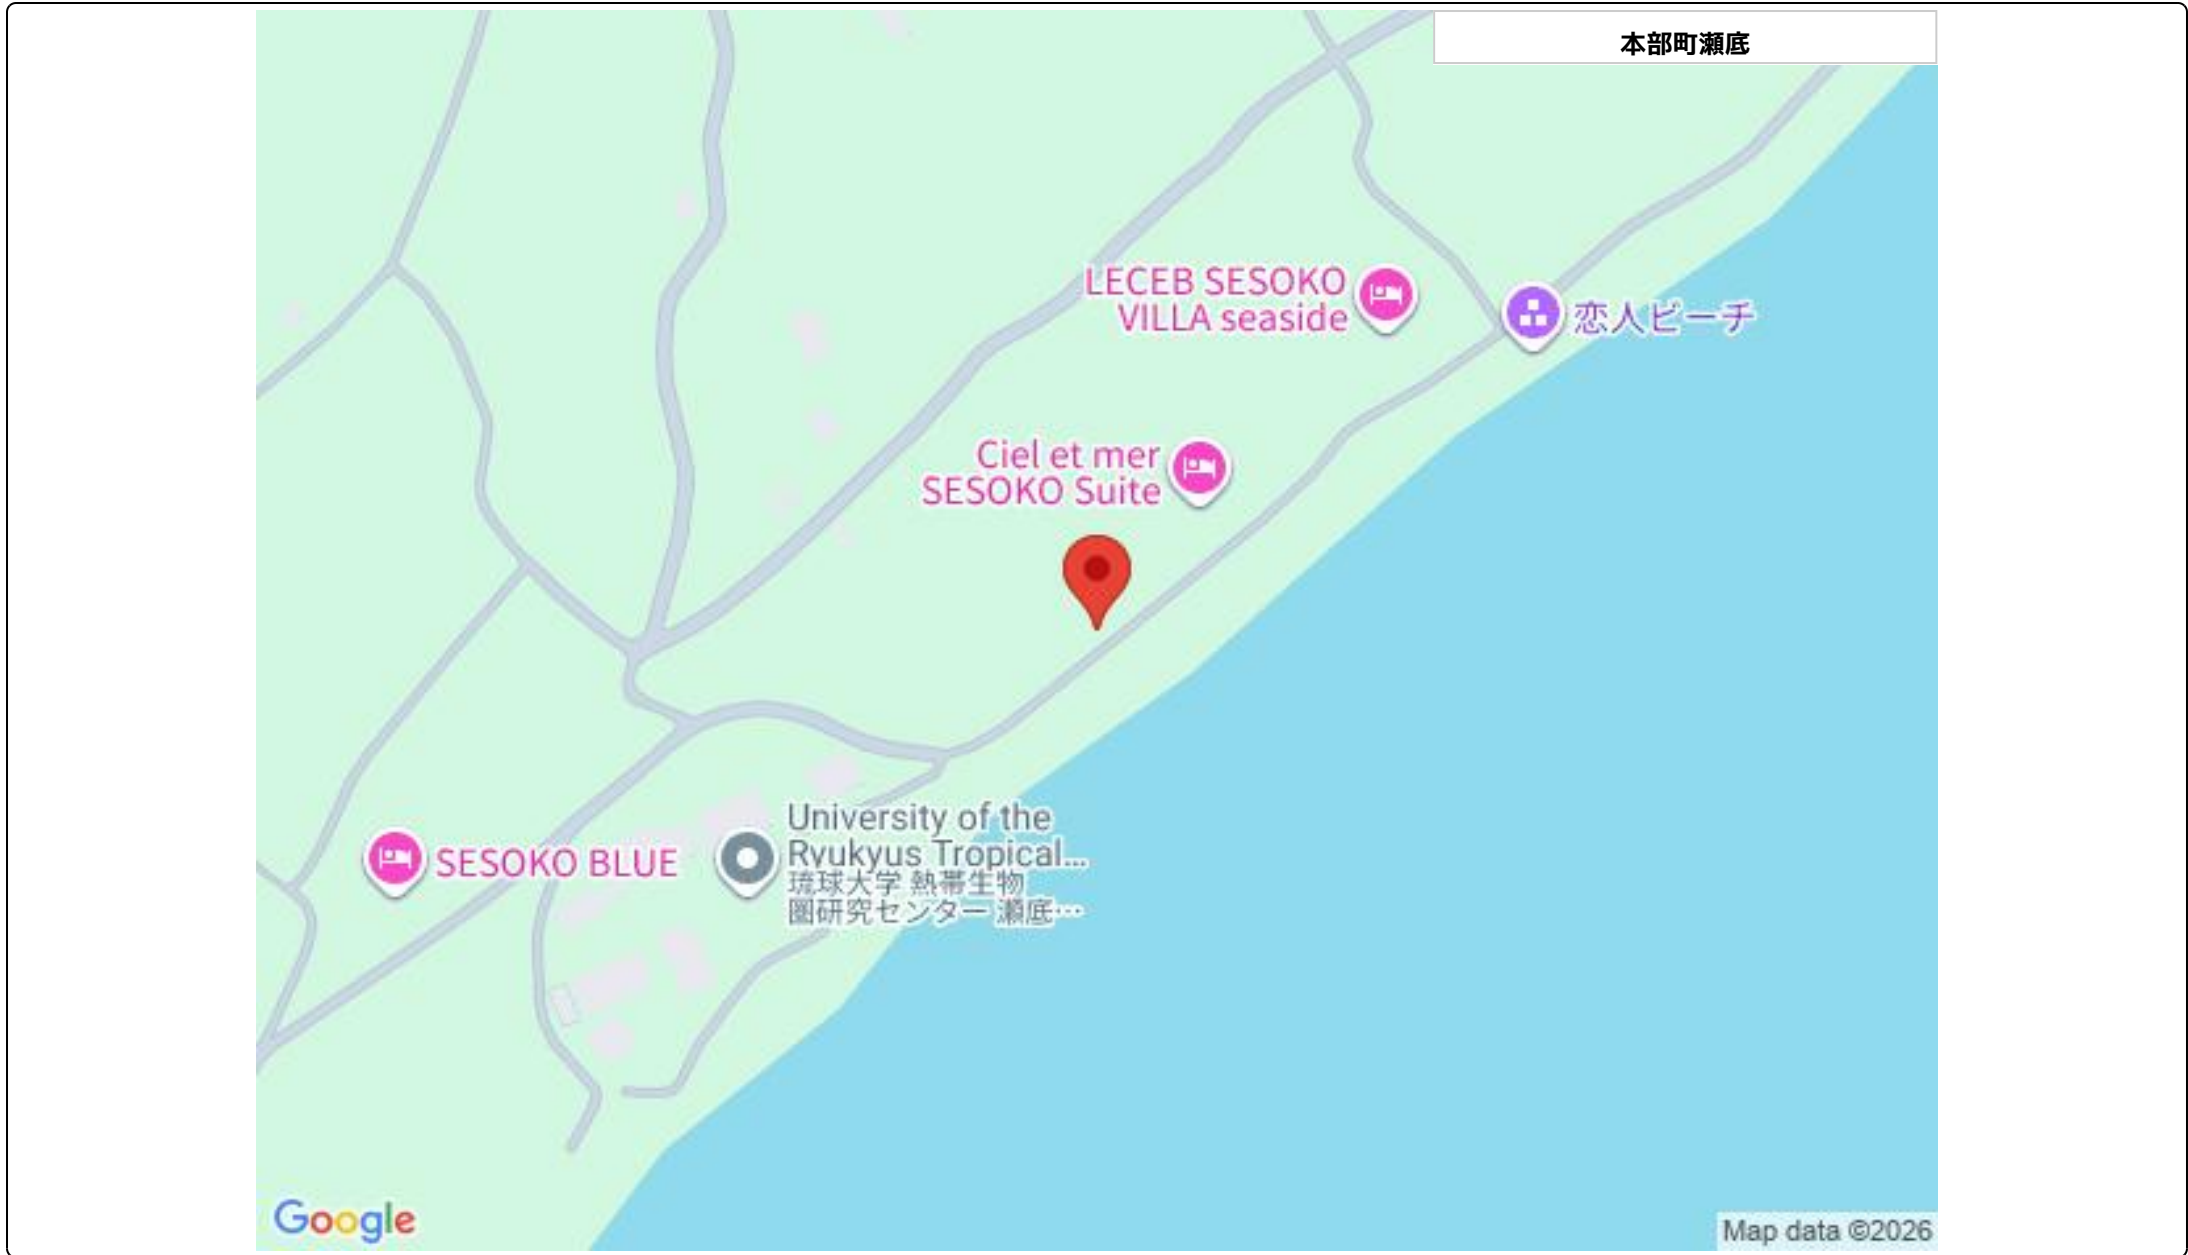 本部町瀬底
LECEB SESOKO
VILLA seaside
恋人ビーチ
Ciel et mer
SESOKO Suite
University of the
Ryukyus Tropical...
琉球大学 熱帯生物
圏研究センター 瀬底…
SESOKO BLUE
Google
Map data ©2026